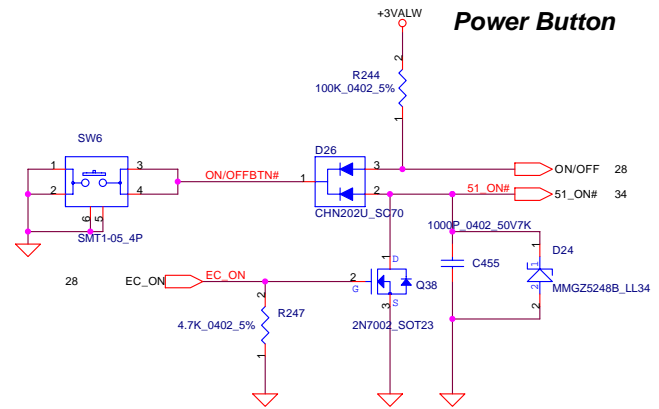 Power Button
+3VALW
2
R244
100K_0402_5%
1
SW6
1
2
3
4
6
5
SMT1-05_4P
ON/OFFBTN#
D26
1
3
2
CHN202U_SC70
ON/OFF 28
51_ON#
51_ON# 34
1000P_0402_50V7K
C455
D24
1
2
MMGZ5248B_LL34
28
EC_ON
EC_ON
2
G
1
D
Q38
3
S
2N7002_SOT23
2
R247
4.7K_0402_5%
1